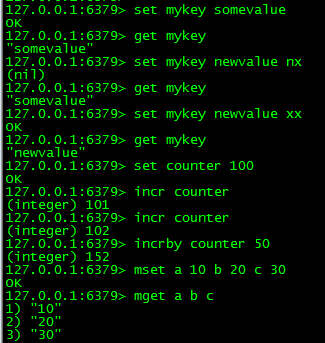 127.0.0.1:6379> set mykey somevalue
OK
127.0.0.1:6379> get mykey
"somevalue"
127.0.0.1:6379> set mykey newvalue nx
(nil)
127.0.0.1:6379> get mykey
"somevalue"
127.0.0.1:6379> set mykey newvalue xx
OK
127.0.0.1:6379> get mykey
"newvalue"
127.0.0.1:6379> set counter 100
OK
127.0.0.1:6379> incr counter
(integer) 101
127.0.0.1:6379> incr counter
(integer) 102
127.0.0.1:6379> incrby counter 50
(integer) 152
127.0.0.1:6379> mset a 10 b 20 c 30
OK
127.0.0.1:6379> mget a b c
1) "10"
2) "20"
3) "30"